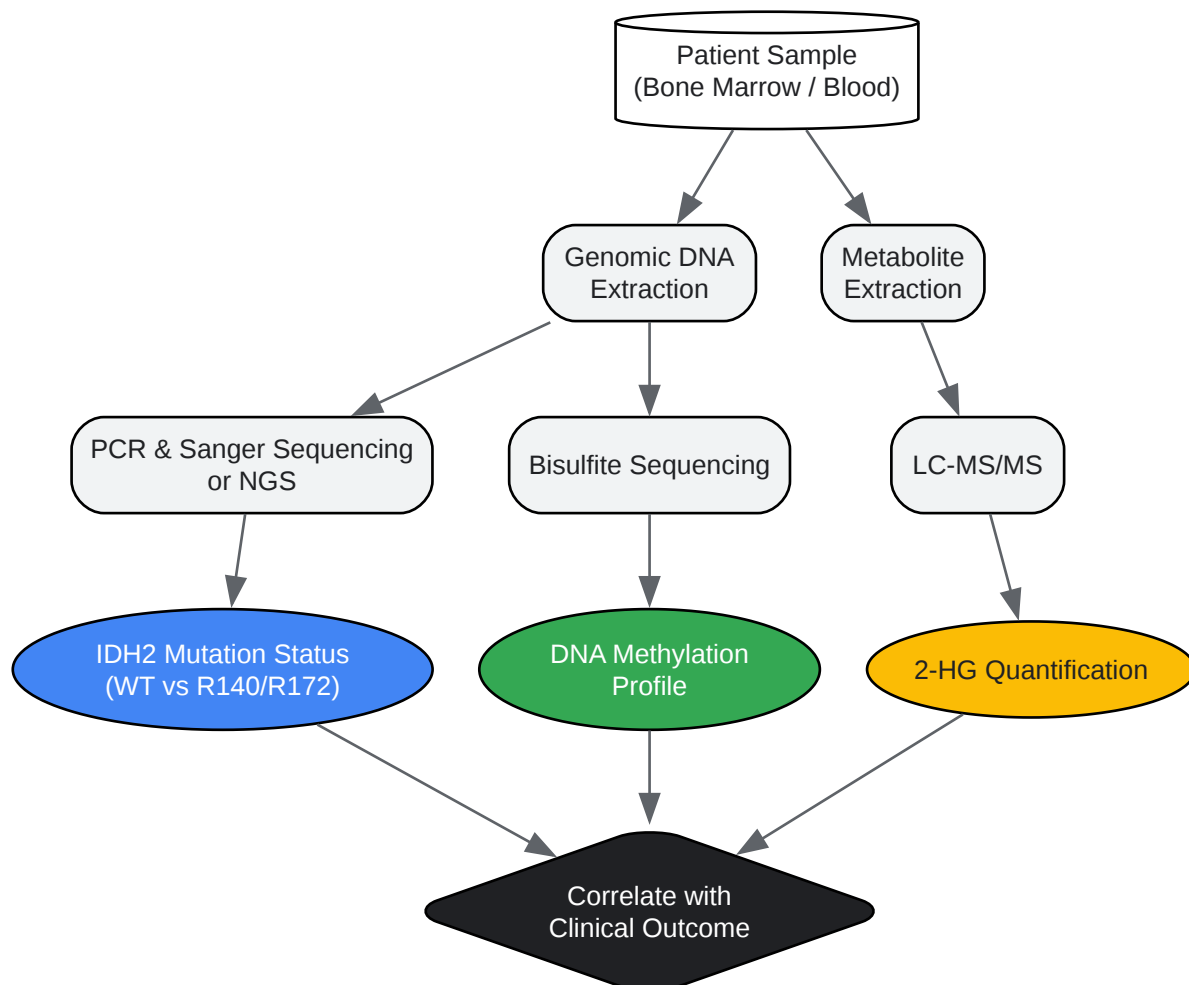 Patient Sample
(Bone Marrow / Blood)
Genomic DNA
Extraction
Metabolite
Extraction
PCR & Sanger Sequencing
or NGS
Bisulfite Sequencing
LC-MS/MS
IDH2 Mutation Status
(WT vs R140/R172)
DNA Methylation
Profile
2-HG Quantification
Correlate with
Clinical Outcome